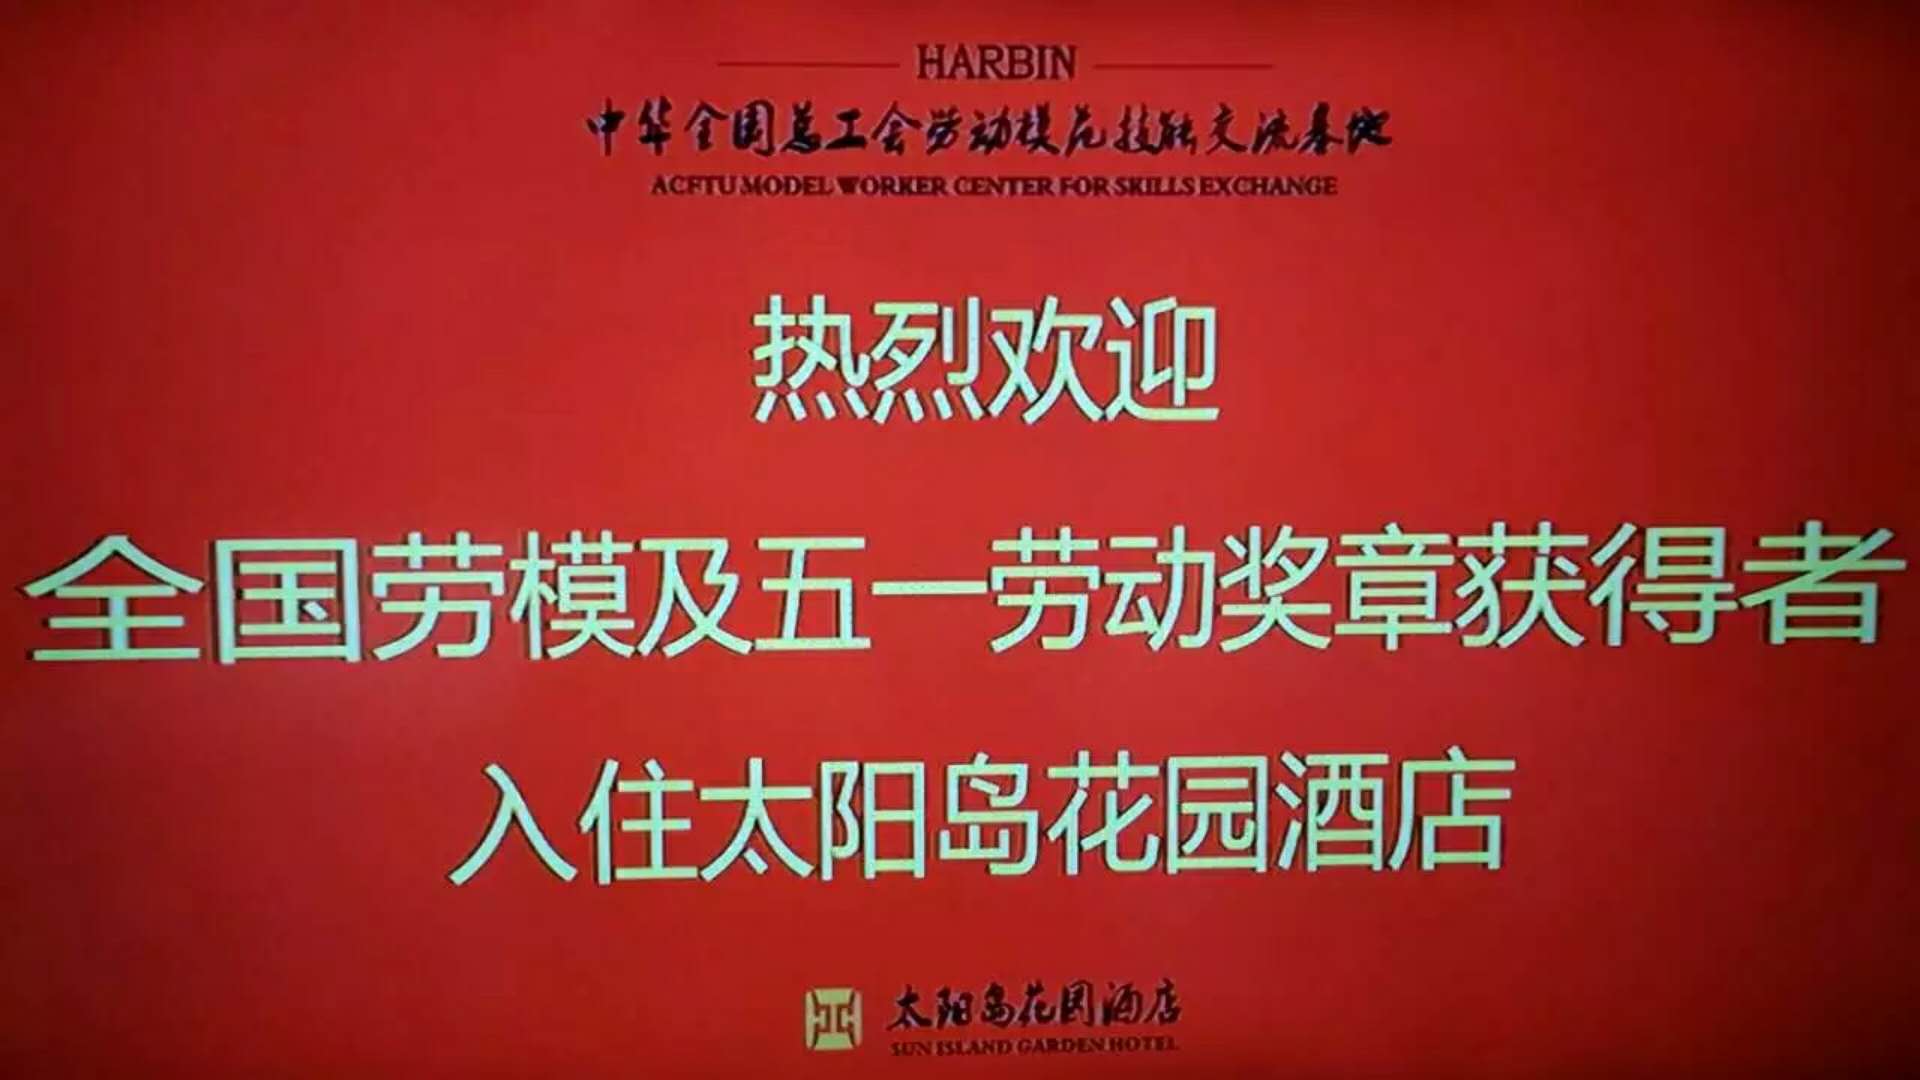 HARBIN
中华全国总工会劳动模范技能交流基地
ACFTU MODEL WORKER CENTER FOR SKILLS EXCHANGE
热烈欢迎
全国劳模及五一劳动奖章获得者
入住太阳岛花园酒店
太阳岛花园酒店
SUN ISLAND GARDEN HOTEL